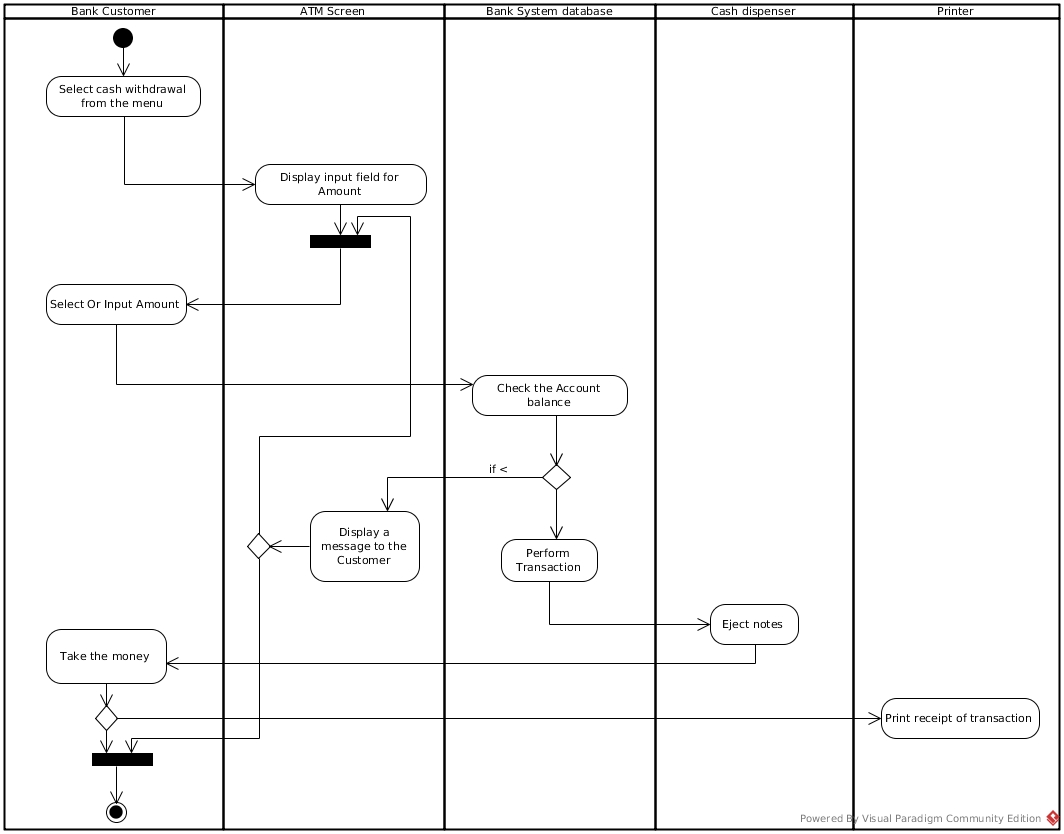 Bank Customer
ATM Screen
Bank System database
Cash dispenser
Printer
Select cash withdrawal
from the menu
Display input field for
Amount
Select Or Input Amount
Check the Account
balance
if <
Display a
message to the
Customer
Perform
Transaction
Eject notes
Take the money
Print receipt of transaction
Powered By Visual Paradigm Community Edition